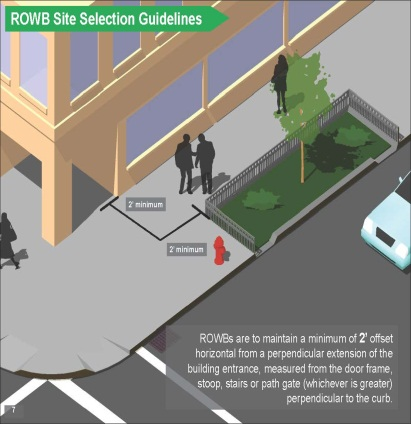 ROWB Site Selection Guidelines
2' minimum
2' minimum
ROWBs are to maintain a minimum of 2' offset
horizontal from a perpendicular extension of the
building entrance, measured from the door frame,
stoop, stairs or path gate (whichever is greater)
perpendicular to the curb.
7